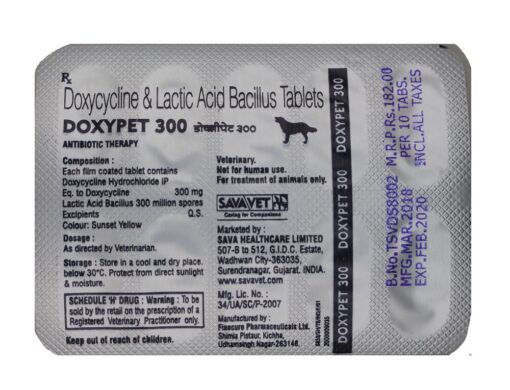 Rx
Doxycycline & Lactic Acid Bacillus Tablets
DOXYPET 300 डोक्सीपेट ३००
ANTIBIOTIC THERAPY
Composition :
Each film coated tablet contains
Doxycycline Hydrochloride IP
Eq. to Doxycycline 300 mg
Lactic Acid Bacillus 300 million spores
Excipients Q.S.
Colour: Sunset Yellow
Dosage :
As directed by Veterinarian.
Storage : Store in a cool and dry place.
below 30°C. Protect from direct sunlight
& moisture.
SCHEDULE 'H' DRUG : Warning : To be
sold by the retail on the prescription of a
Registered Veterinary Practitioner only.
Keep out of reach of children.
Veterinary.
Not for human use.
For treatment of animals only.
SAVAVET
Caring for Companions
Marketed by :
SAVA HEALTHCARE LIMITED
507-B to 512, G.I.D.C. Estate,
Wadhwan City-363035,
Surendranagar, Gujarat. INDIA.
www.savavet.com
Mfg. Lic. No. :
34/UA/SC/P-2007
Manufactured by :
Finecure Pharmaceuticals Ltd.
Shimla Pistaur, Kichha,
Udhamsingh Nagar-263148.
DOXYPET 300 DOXYPET 300 DOXYPET 300
B.No.TSVDS8002 M.R.P.Rs.182.00
MFG.MAR.2018 PER 10 TABS.
EXP.FEB.2020 INCL.ALL TAXES